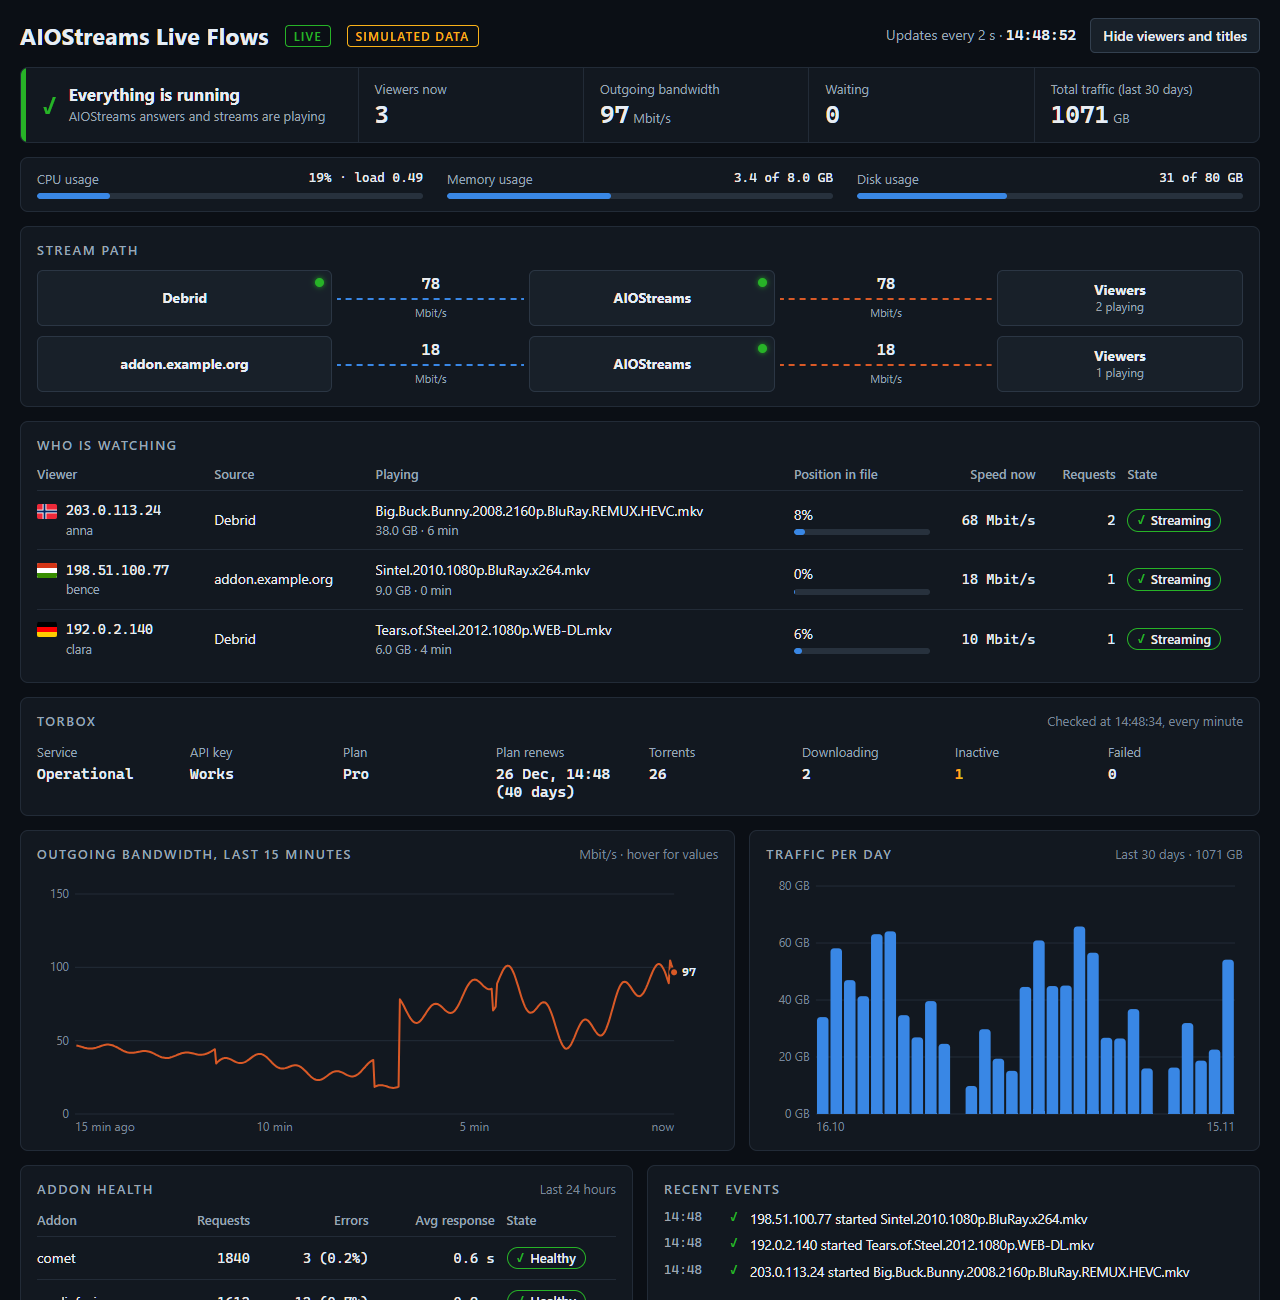 AIOStreams Live Flows
LIVE
SIMULATED DATA
Updates every 2 s · 14:48:52
Hide viewers and titles
✓ Everything is running
AIOStreams answers and streams are playing
Viewers now
3
Outgoing bandwidth
97 Mbit/s
Waiting
0
Total traffic (last 30 days)
1071 GB
CPU usage
19% · load 0.49
Memory usage
3.4 of 8.0 GB
Disk usage
31 of 80 GB
STREAM PATH
Debrid
78
Mbit/s
AIOStreams
78
Mbit/s
Viewers
2 playing
addon.example.org
18
Mbit/s
AIOStreams
18
Mbit/s
Viewers
1 playing
WHO IS WATCHING
Viewer Source Playing Position in file Speed now Requests State
203.0.113.24
anna
Debrid
Big.Buck.Bunny.2008.2160p.BluRay.REMUX.HEVC.mkv
38.0 GB · 6 min
8%
68 Mbit/s
2
✓ Streaming
198.51.100.77
bence
addon.example.org
Sintel.2010.1080p.BluRay.x264.mkv
9.0 GB · 0 min
0%
18 Mbit/s
1
✓ Streaming
192.0.2.140
clara
Debrid
Tears.of.Steel.2012.1080p.WEB-DL.mkv
6.0 GB · 4 min
6%
10 Mbit/s
1
✓ Streaming
TORBOX
Checked at 14:48:34, every minute
Service
Operational
API key
Works
Plan
Pro
Plan renews
26 Dec, 14:48
(40 days)
Torrents
26
Downloading
2
Inactive
1
Failed
0
OUTGOING BANDWIDTH, LAST 15 MINUTES
Mbit/s · hover for values
150
100
50
0
97
15 min ago 10 min 5 min now
TRAFFIC PER DAY
Last 30 days · 1071 GB
80 GB
60 GB
40 GB
20 GB
0 GB
16.10 15.11
ADDON HEALTH
Last 24 hours
Addon Requests Errors Avg response State
comet 1840 3 (0.2%) 0.6 s ✓ Healthy
RECENT EVENTS
14:48 ✓ 198.51.100.77 started Sintel.2010.1080p.BluRay.x264.mkv
14:48 ✓ 192.0.2.140 started Tears.of.Steel.2012.1080p.WEB-DL.mkv
14:48 ✓ 203.0.113.24 started Big.Buck.Bunny.2008.2160p.BluRay.REMUX.HEVC.mkv